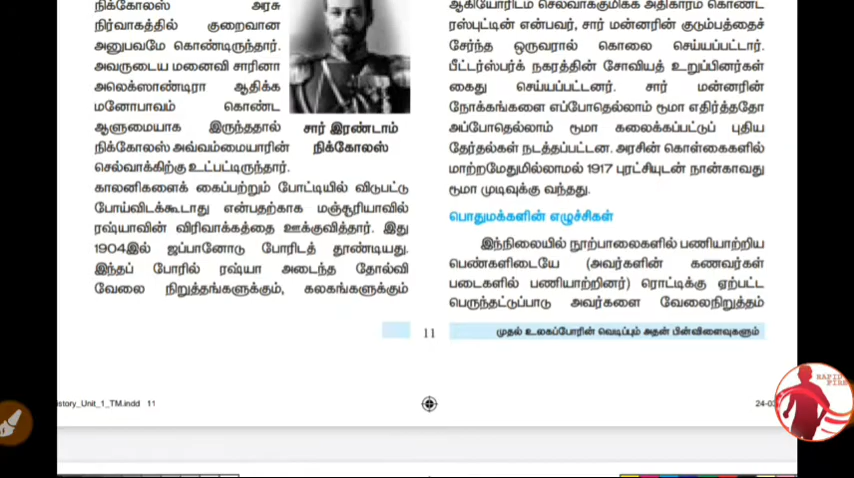 நிக்கோலஸ் அரசு
நிர்வாகத்தில் குறைவான
அனுபவமே கொண்டிருந்தார்.
அவருடைய மனைவி சாரினா
அலெக்ஸாண்டிரா ஆதிக்க
மனோபாவம் கொண்ட
ஆளுமையாக இருந்ததால்
நிக்கோலஸ் அவ்வம்மையாரின்
செல்வாக்கிற்கு உட்பட்டிருந்தார்.
சார் இரண்டாம்
நிக்கோலஸ்
காலனிகளைக் கைப்பற்றும் போட்டியில் விடுபட்டு
போய்விடக்கூடாது என்பதற்காக மஞ்சூரியாவில்
ரஷ்யாவின் விரிவாக்கத்தை ஊக்குவித்தார். இது
1904இல் ஜப்பானோடு போரிடத் தூண்டியது.
இந்தப் போரில் ரஷ்யா அடைந்த தோல்வி
வேலை நிறுத்தங்களுக்கும், கலகங்களுக்கும்
ஆகியோரிடம் செல்வாக்குமிக்க அதிகாரம் கொண்ட
ரஸ்புட்டின் என்பவர், சார் மன்னரின் குடும்பத்தைச்
சேர்ந்த ஒருவரால் கொலை செய்யப்பட்டார்.
பீட்டர்ஸ்பர்க் நகரத்தின் சோவியத் உறுப்பினர்கள்
கைது செய்யப்பட்டனர். சார் மன்னரின்
நோக்கங்களை எப்போதெல்லாம் டூமா எதிர்த்ததோ
அப்போதெல்லாம் டூமா கலைக்கப்பட்டுப் புதிய
தேர்தல்கள் நடத்தப்பட்டன. அரசின் கொள்கைகளில்
மாற்றமேதுமில்லாமல் 1917 புரட்சியுடன் நான்காவது
டூமா முடிவுக்கு வந்தது.
பொதுமக்களின் எழுச்சிகள்
இந்நிலையில் நூற்பாலைகளில் பணியாற்றிய
பெண்களிடையே (அவர்களின் கணவர்கள்
படைகளில் பணியாற்றினர்) ரொட்டிக்கு ஏற்பட்ட
பெருந்தட்டுப்பாடு அவர்களை வேலைநிறுத்தம்
11
முதல் உலகப்போரின் வெடிப்பும் அதன் பின்விளைவுகளும்
istory_Unit_1_TM.indd 11
24-0
RAPID
FIRE